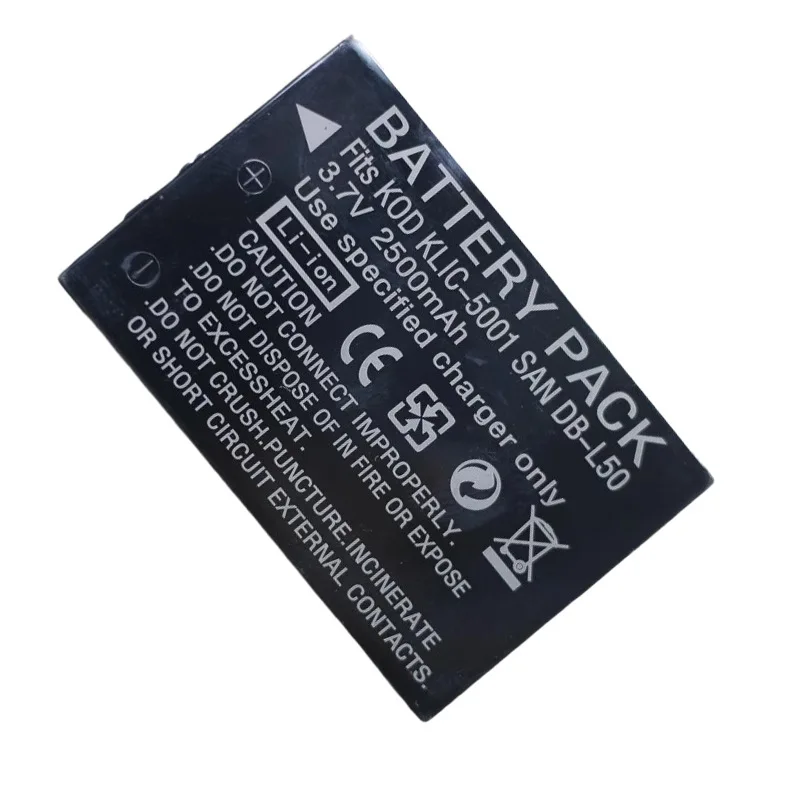 BATTERY PACK
Fits KOD KLIC-5001 SAN DB-L50
3.7V 2500mAh
Use specified charger only
Li-ion
CE
CAUTION
.DO NOT CONNECT IMPROPERLY.
.DO NOT DISPOSE OF IN FIRE OR EXPOSE
TO EXCESSHEAT.
.DO NOT CRUSH.PUNCTURE.INCINERATE
OR SHORT CIRCUIT EXTERNAL CONTACTS.